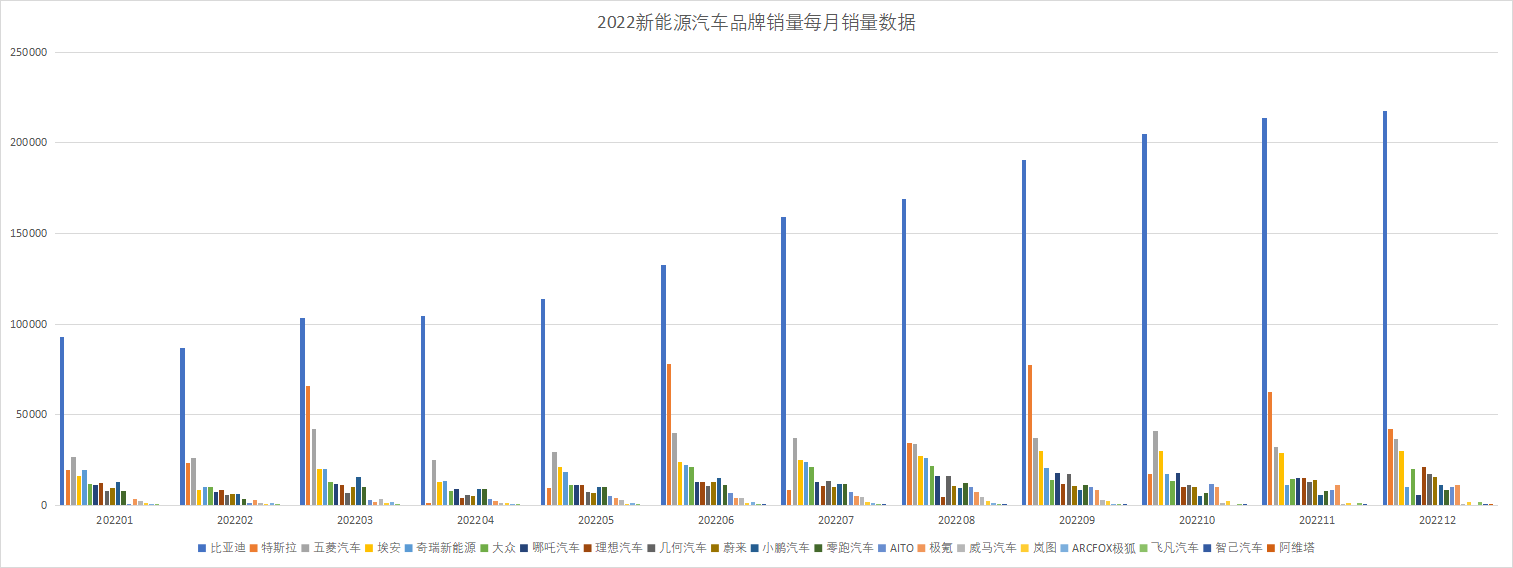 2022新能源汽车品牌销量每月销量数据
250000
200000
150000
100000
50000
0
202201 202202 202203 202204 202205 202206 202207 202208 202209 202210 202211 202212
比亚迪 特斯拉 五菱汽车 埃安 奇瑞新能源 大众 哪吒汽车 理想汽车 几何汽车 蔚来 小鹏汽车 零跑汽车 AITO 极氪 威马汽车 岚图 ARCFOX极狐 飞凡汽车 智己汽车 阿维塔